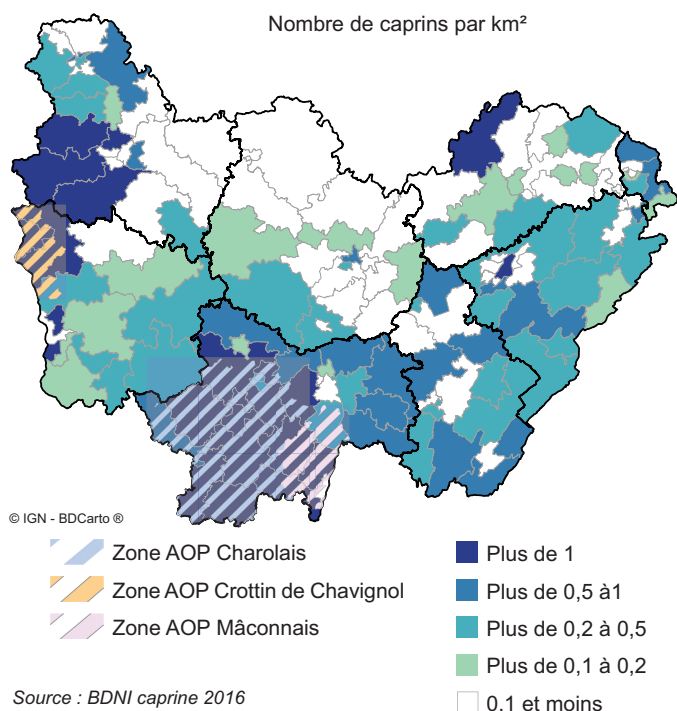 Nombre de caprins par km²
© IGN - BDCarto ®
Zone AOP Charolais
Zone AOP Crottin de Chavignol
Zone AOP Mâconnais
Plus de 1
Plus de 0,5 à1
Plus de 0,2 à 0,5
Plus de 0,1 à 0,2
0,1 et moins
Source : BDNI caprine 2016